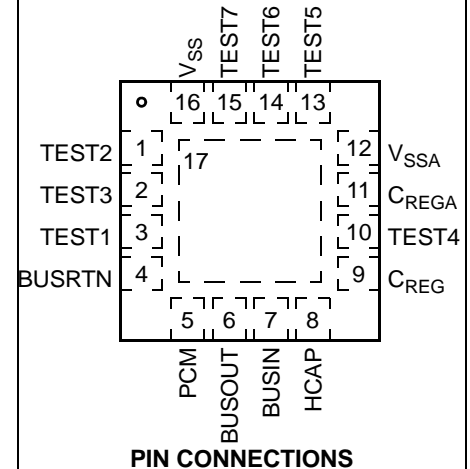 VSS
TEST7
TEST6
TEST5
16 15 14 13
TEST2 1
TEST3 2
TEST1 3
BUSRTN 4
17
12 VSSA
11 CREGA
10 TEST4
9 CREG
5 6 7 8
PCM
BUSOUT
BUSIN
HCAP
PIN CONNECTIONS